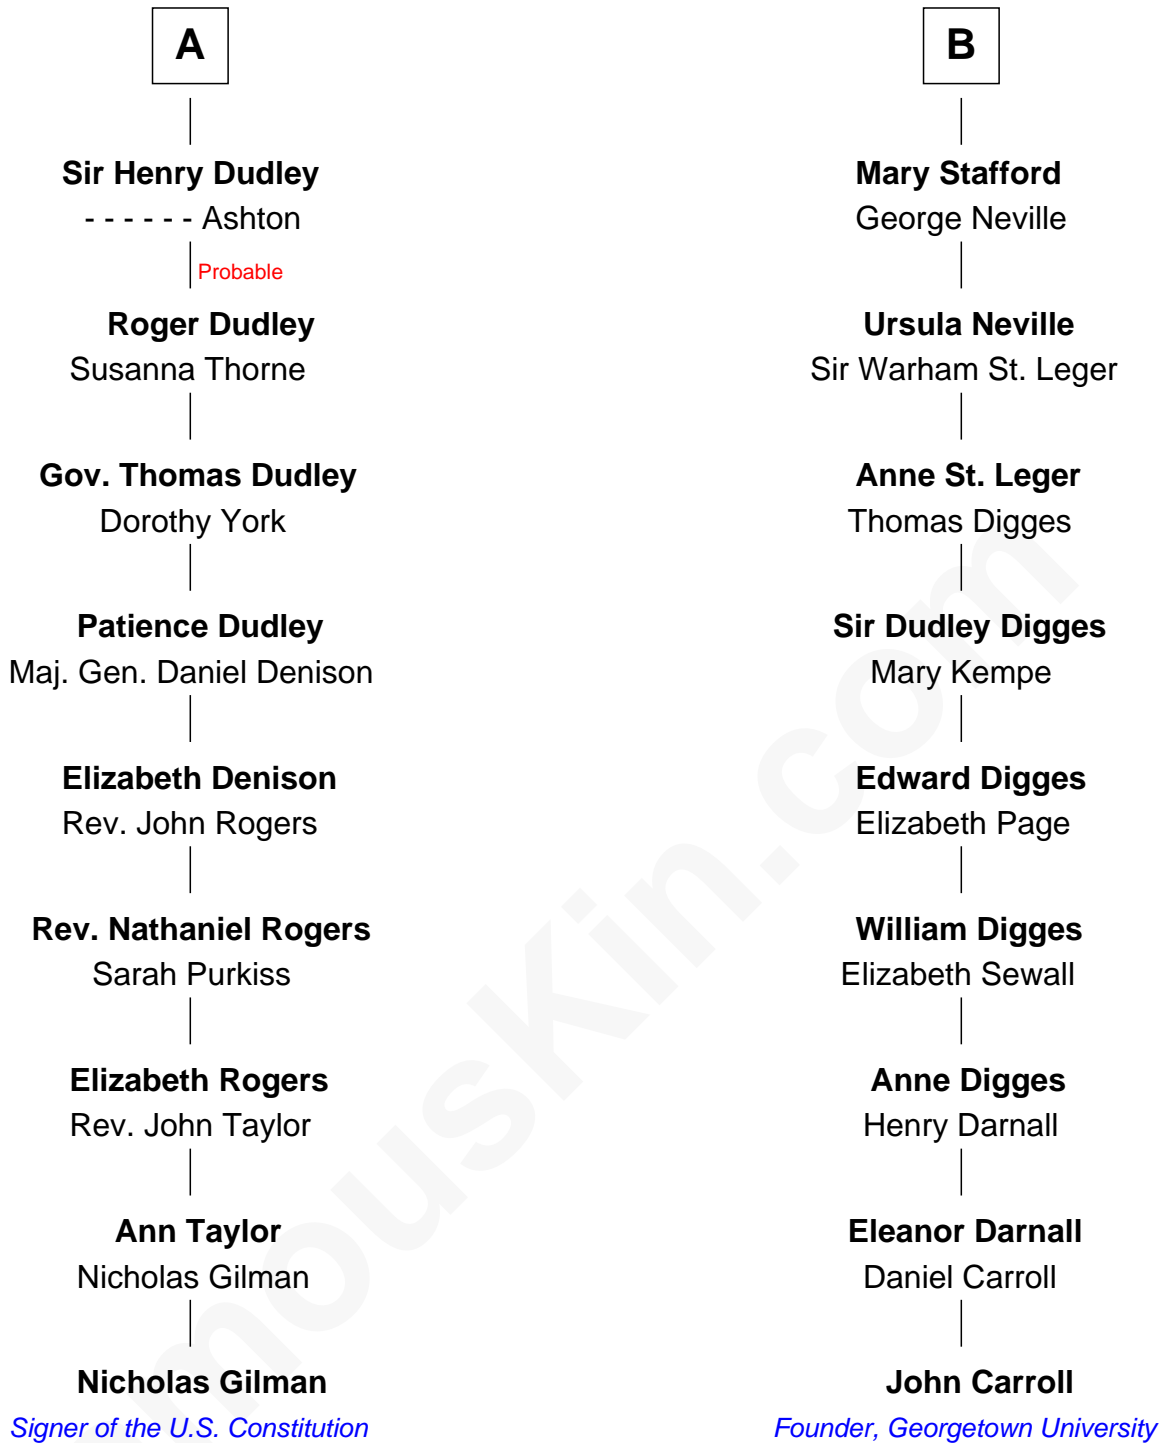 A
Sir Henry Dudley
- - - - - - Ashton
Probable
Roger Dudley
Susanna Thorne
Gov. Thomas Dudley
Dorothy York
Patience Dudley
Maj. Gen. Daniel Denison
Elizabeth Denison
Rev. John Rogers
Rev. Nathaniel Rogers
Sarah Purkiss
Elizabeth Rogers
Rev. John Taylor
Ann Taylor
Nicholas Gilman
Nicholas Gilman
Signer of the U.S. Constitution
B
Mary Stafford
George Neville
Ursula Neville
Sir Warham St. Leger
Anne St. Leger
Thomas Digges
Sir Dudley Digges
Mary Kempe
Edward Digges
Elizabeth Page
William Digges
Elizabeth Sewall
Anne Digges
Henry Darnall
Eleanor Darnall
Daniel Carroll
John Carroll
Founder, Georgetown University
mousKin.com